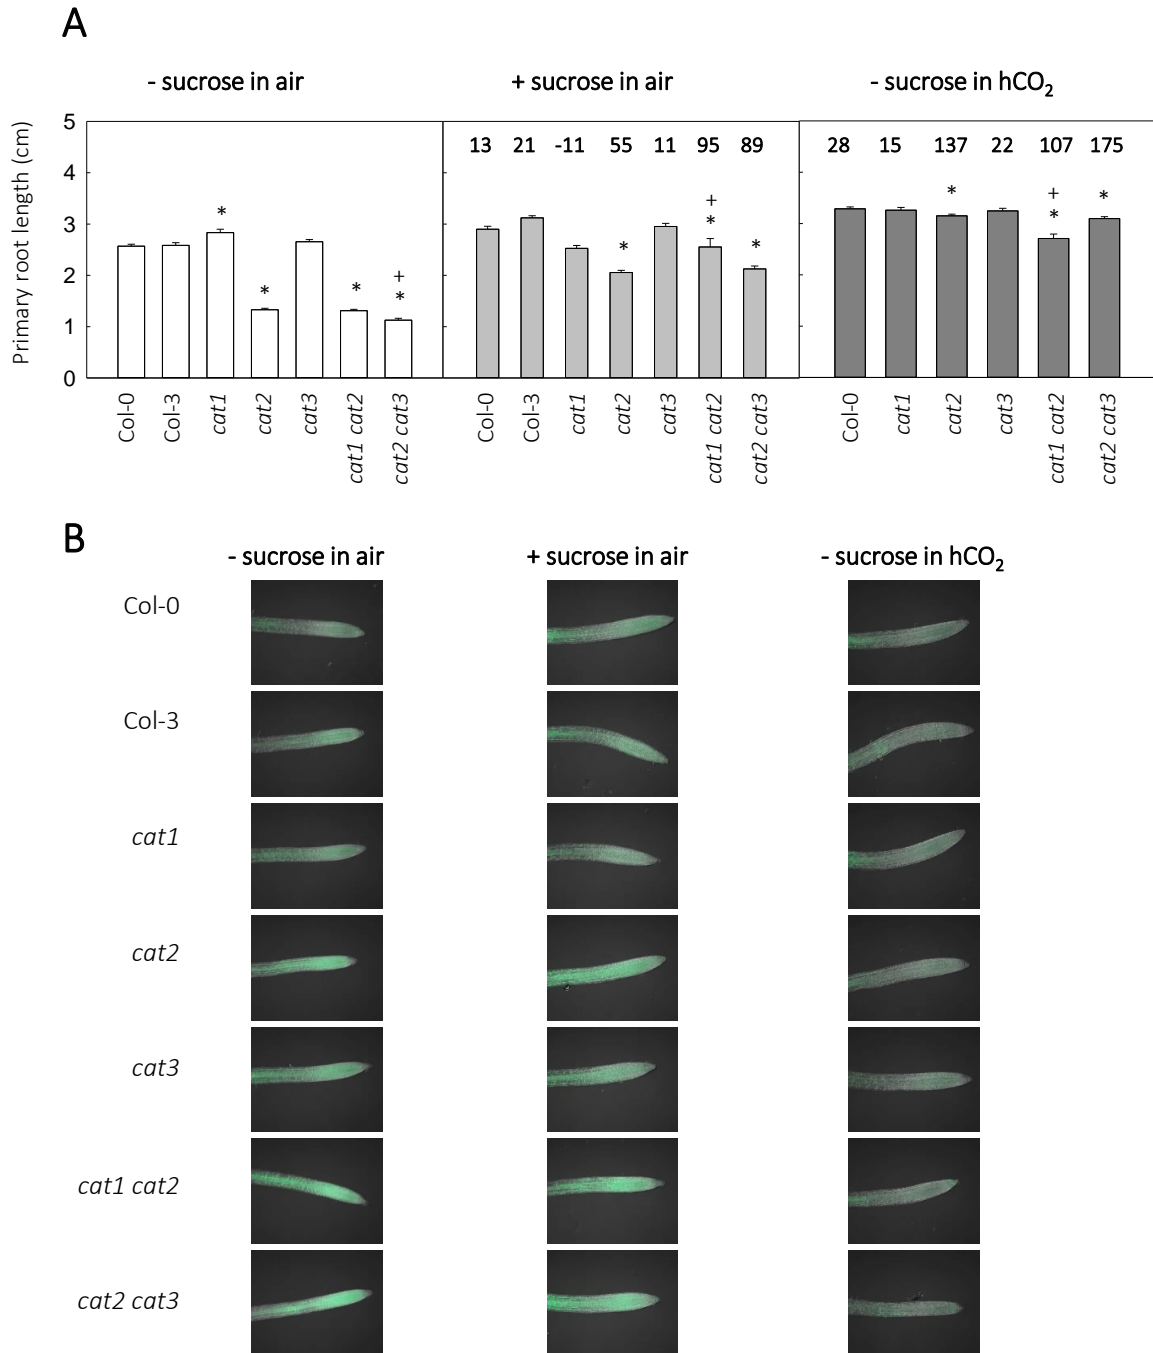 A
- sucrose in air
+ sucrose in air
- sucrose in hCO₂
Primary root length (cm)
5
4
3
2
1
0
13 21 -11 55 11 95 89
28 15 137 22 107 175
*
*
*
+
*
*
+
*
*
*
+
*
*
Col-0
Col-3
cat1
cat2
cat3
cat1 cat2
cat2 cat3
Col-0
Col-3
cat1
cat2
cat3
cat1 cat2
cat2 cat3
Col-0
cat1
cat2
cat3
cat1 cat2
cat2 cat3
B
- sucrose in air
+ sucrose in air
- sucrose in hCO₂
Col-0
Col-3
cat1
cat2
cat3
cat1 cat2
cat2 cat3